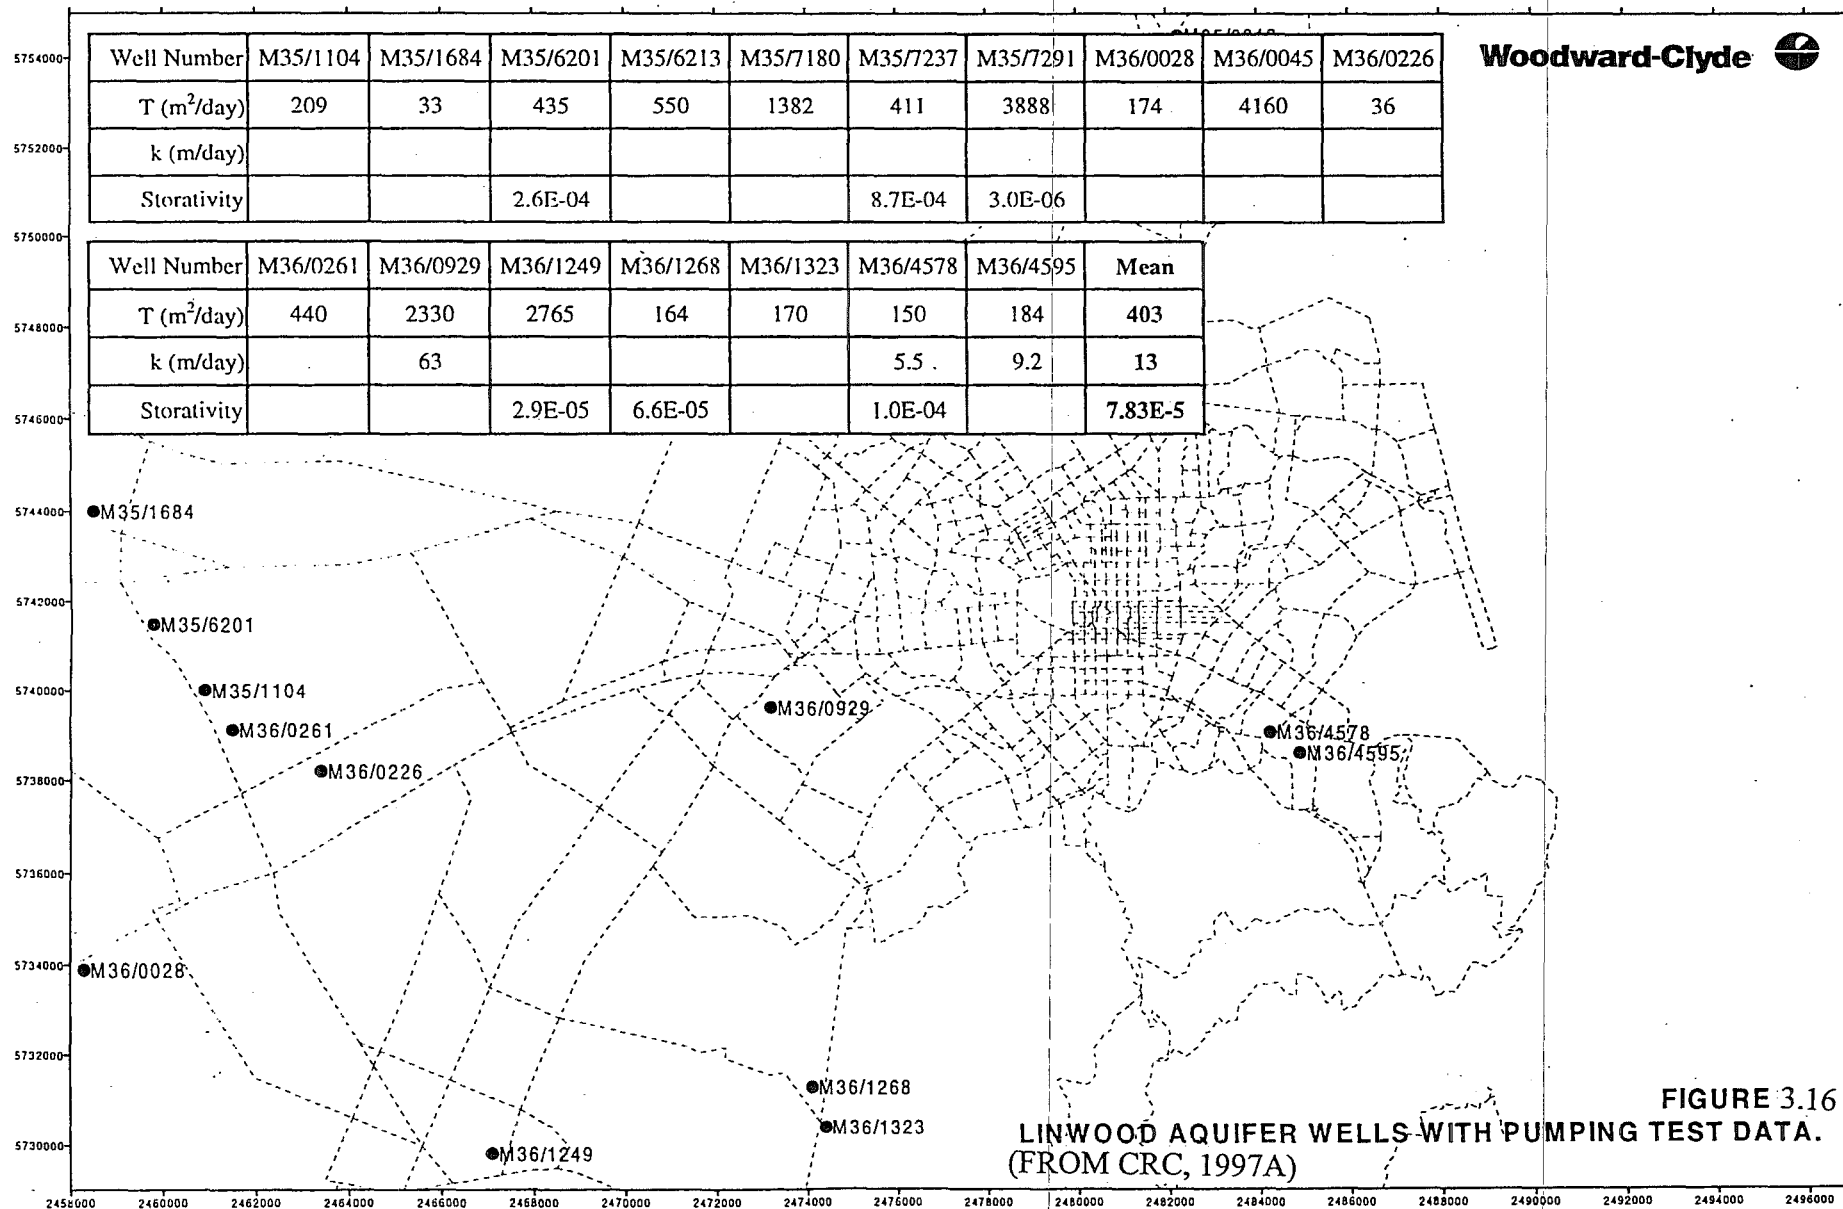 Woodward-Clyde
Well Number M35/1104 M35/1684 M35/6201 M35/6213 M35/7180 M35/7237 M35/7291 M36/0028 M36/0045 M36/0226
T (m²/day) 209 33 435 550 1382 411 3888 174 4160 36
k (m/day)
Storativity 2.6E-04 8.7E-04 3.0E-06
Well Number M36/0261 M36/0929 M36/1249 M36/1268 M36/1323 M36/4578 M36/4595 Mean
T (m²/day) 440 2330 2765 164 170 150 184 403
k (m/day) 63 5.5 9.2 13
Storativity 2.9E-05 6.6E-05 1.0E-04 7.83E-5
5754000
5752000
5750000
5748000
5746000
5744000
5742000
5740000
5738000
5736000
5734000
5732000
5730000
M35/1684
M35/6201
M35/1104
M36/0261
M36/0929
M36/4578
M36/4595
M36/0226
M36/0028
M36/1268
M36/1323
M36/1249
FIGURE 3.16
LINWOOD AQUIFER WELLS WITH PUMPING TEST DATA.
(FROM CRC, 1997A)
2458000 2460000 2462000 2464000 2466000 2468000 2470000 2472000 2474000 2476000 2478000 2480000 2482000 2484000 2486000 2488000 2490000 2492000 2494000 2496000